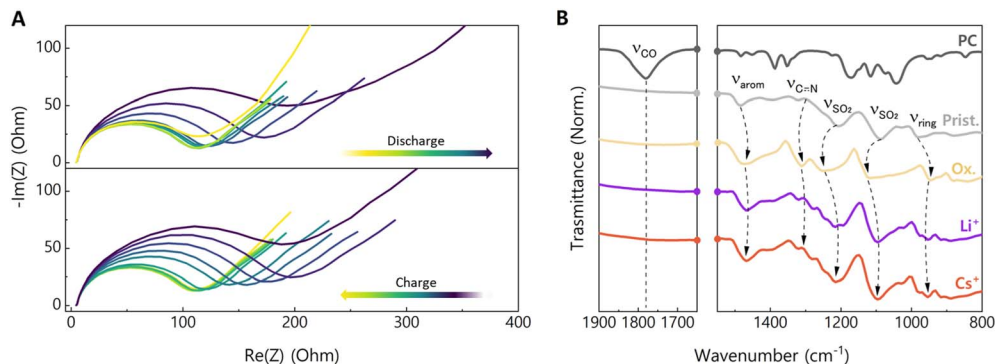 A
100
50
0
Discharge
100
50
0
Charge
0
100
200
300
400
-Im(Z) (Ohm)
Re(Z) (Ohm)
B
νCO
PC
νarom
νC=N
νSO₂
νSO₂
νring
Prist.
Ox.
Li⁺
Cs⁺
Trasmittance (Norm.)
1900
1800
1700
1400
1200
1000
800
Wavenumber (cm⁻¹)